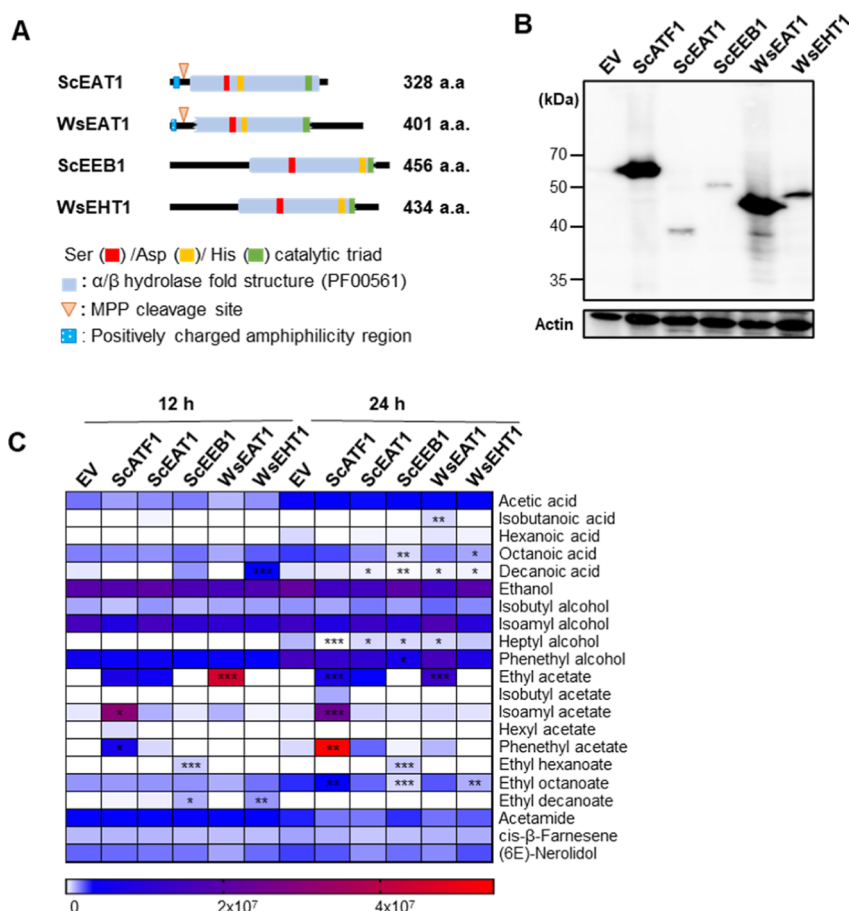 A
ScEAT1 328 a.a
WsEAT1 401 a.a.
ScEEB1 456 a.a.
WsEHT1 434 a.a.
Ser ( ) /Asp ( )/ His ( ) catalytic triad
: α/β hydrolase fold structure (PF00561)
: MPP cleavage site
: Positively charged amphiphilicity region
B
EV ScATF1 ScEAT1 ScEEB1 WsEAT1 WsEHT1
(kDa)
70
50
40
35
Actin
C
12 h 24 h
EV ScATF1 ScEAT1 ScEEB1 WsEAT1 WsEHT1 EV ScATF1 ScEAT1 ScEEB1 WsEAT1 WsEHT1
Acetic acid
** Isobutanoic acid
Hexanoic acid
** * Octanoic acid
*** * ** * * Decanoic acid
Ethanol
Isobutyl alcohol
Isoamyl alcohol
*** * * * Heptyl alcohol
* Phenethyl alcohol
*** *** *** Ethyl acetate
Isobutyl acetate
* *** Isoamyl acetate
Hexyl acetate
* ** Phenethyl acetate
*** *** Ethyl hexanoate
** *** ** Ethyl octanoate
* ** Ethyl decanoate
Acetamide
cis-β-Farnesene
(6E)-Nerolidol
0 2x10⁷ 4x10⁷